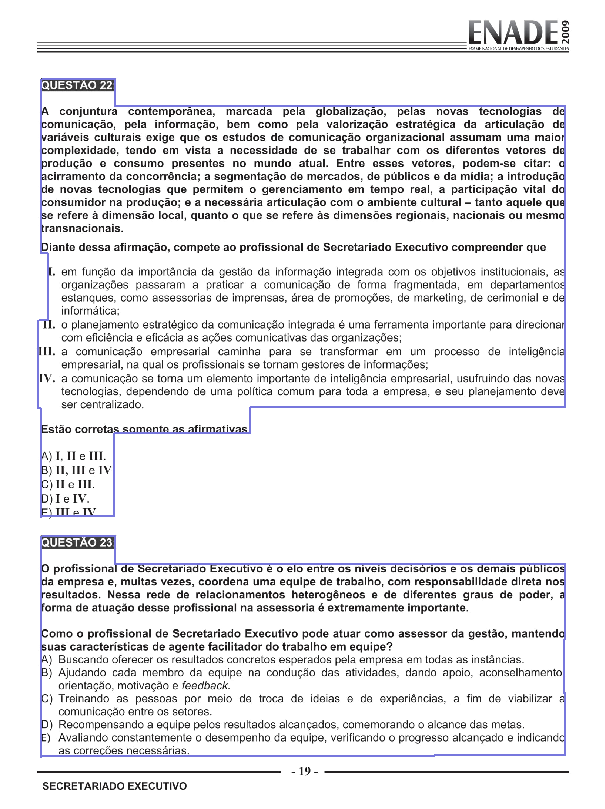 ENADE 2009
EXAME NACIONAL DE DESEMPENHO DOS ESTUDANTES
QUESTÃO 22
A conjuntura contemporânea, marcada pela globalização, pelas novas tecnologias de
comunicação, pela informação, bem como pela valorização estratégica da articulação de
variáveis culturais exige que os estudos de comunicação organizacional assumam uma maior
complexidade, tendo em vista a necessidade de se trabalhar com os diferentes vetores de
produção e consumo presentes no mundo atual. Entre esses vetores, podem-se citar: o
acirramento da concorrência; a segmentação de mercados, de públicos e da mídia; a introdução
de novas tecnologias que permitem o gerenciamento em tempo real, a participação vital do
consumidor na produção; e a necessária articulação com o ambiente cultural – tanto aquele que
se refere à dimensão local, quanto o que se refere às dimensões regionais, nacionais ou mesmo
transnacionais.
Diante dessa afirmação, compete ao profissional de Secretariado Executivo compreender que
I. em função da importância da gestão da informação integrada com os objetivos institucionais, as
organizações passaram a praticar a comunicação de forma fragmentada, em departamentos
estanques, como assessorias de imprensas, área de promoções, de marketing, de cerimonial e de
informática;
II. o planejamento estratégico da comunicação integrada é uma ferramenta importante para direcionar
com eficiência e eficácia as ações comunicativas das organizações;
III. a comunicação empresarial caminha para se transformar em um processo de inteligência
empresarial, na qual os profissionais se tornam gestores de informações;
IV. a comunicação se torna um elemento importante de inteligência empresarial, usufruindo das novas
tecnologias, dependendo de uma política comum para toda a empresa, e seu planejamento deve
ser centralizado.
Estão corretas somente as afirmativas
A) I, II e III.
B) II, III e IV
C) II e III.
D) I e IV.
E) III e IV
QUESTÃO 23
O profissional de Secretariado Executivo é o elo entre os níveis decisórios e os demais públicos
da empresa e, muitas vezes, coordena uma equipe de trabalho, com responsabilidade direta nos
resultados. Nessa rede de relacionamentos heterogêneos e de diferentes graus de poder, a
forma de atuação desse profissional na assessoria é extremamente importante.
Como o profissional de Secretariado Executivo pode atuar como assessor da gestão, mantendo
suas características de agente facilitador do trabalho em equipe?
A) Buscando oferecer os resultados concretos esperados pela empresa em todas as instâncias.
B) Ajudando cada membro da equipe na condução das atividades, dando apoio, aconselhamento,
orientação, motivação e feedback.
C) Treinando as pessoas por meio de troca de ideias e de experiências, a fim de viabilizar a
comunicação entre os setores.
D) Recompensando a equipe pelos resultados alcançados, comemorando o alcance das metas.
E) Avaliando constantemente o desempenho da equipe, verificando o progresso alcançado e indicando
as correções necessárias.
- 19 -
SECRETARIADO EXECUTIVO